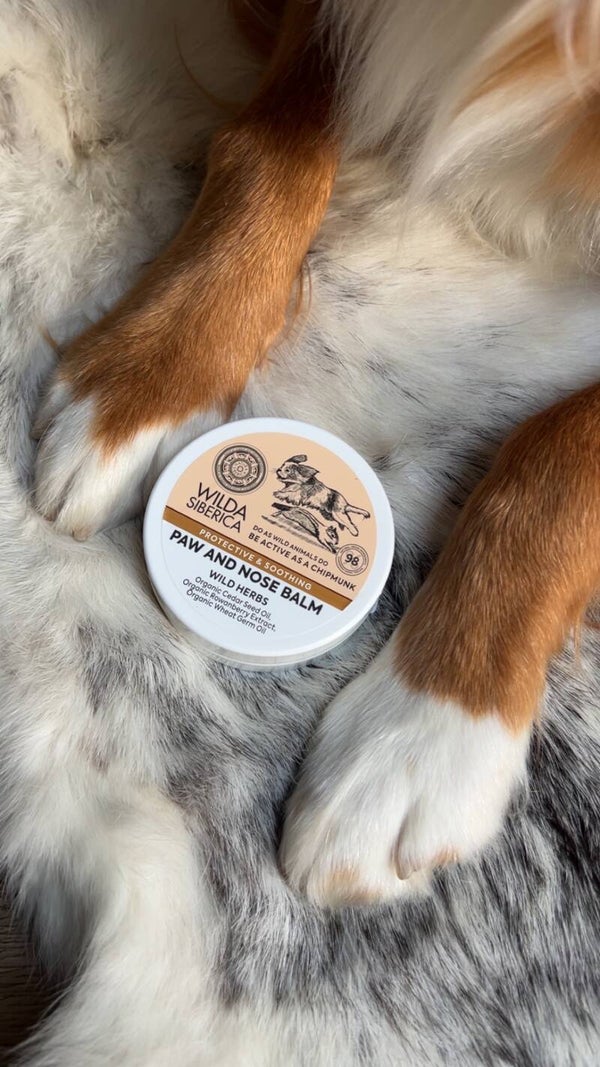 WILDA
SIBERICA
DO AS WILD ANIMALS DO
BE ACTIVE AS A CHIPMUNK
98
PROTECTIVE & SOOTHING
PAW AND NOSE BALM
WILD HERBS
Organic Cedar Seed Oil,
Organic Rowanberry Extract,
Organic Wheat Germ Oil